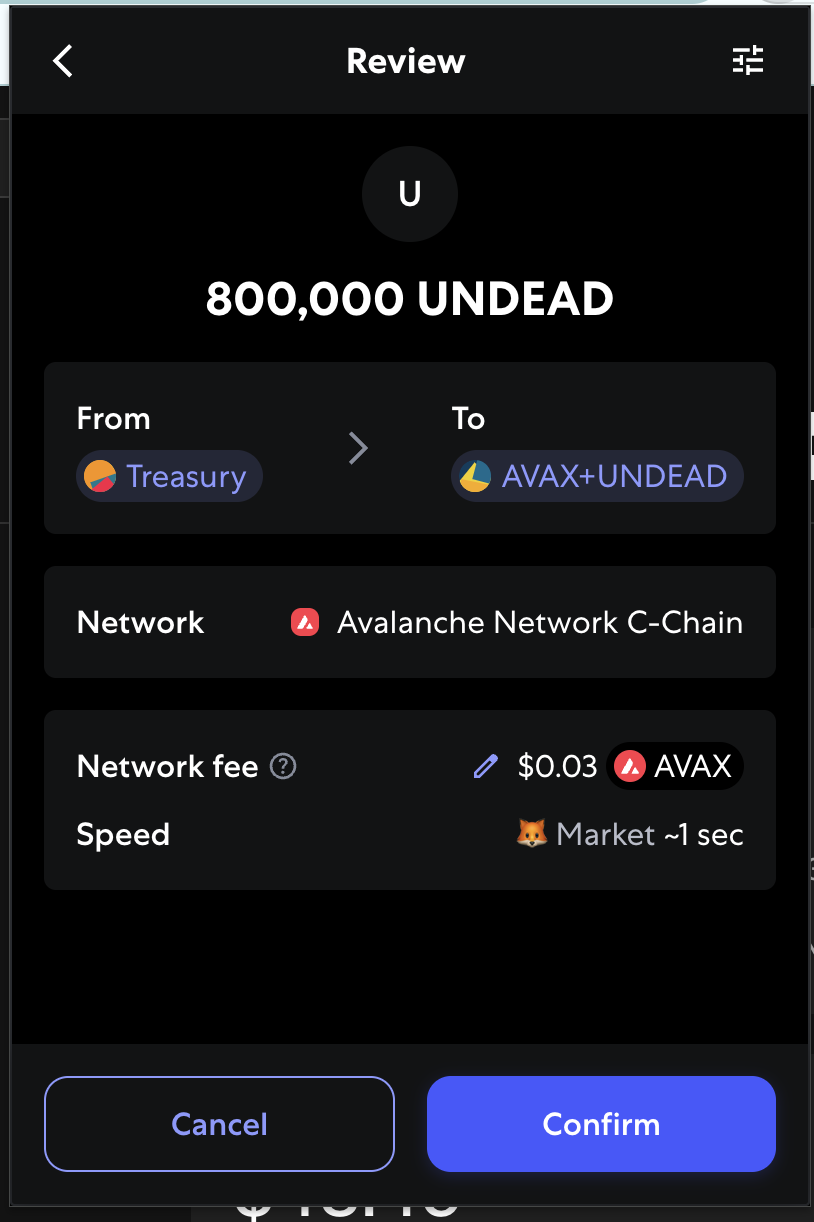 Review
U
800,000 UNDEAD
From
To
Treasury
AVAX+UNDEAD
Network
Avalanche Network C-Chain
Network fee ?
$0.03 AVAX
Speed
Market ~1 sec
Cancel
Confirm